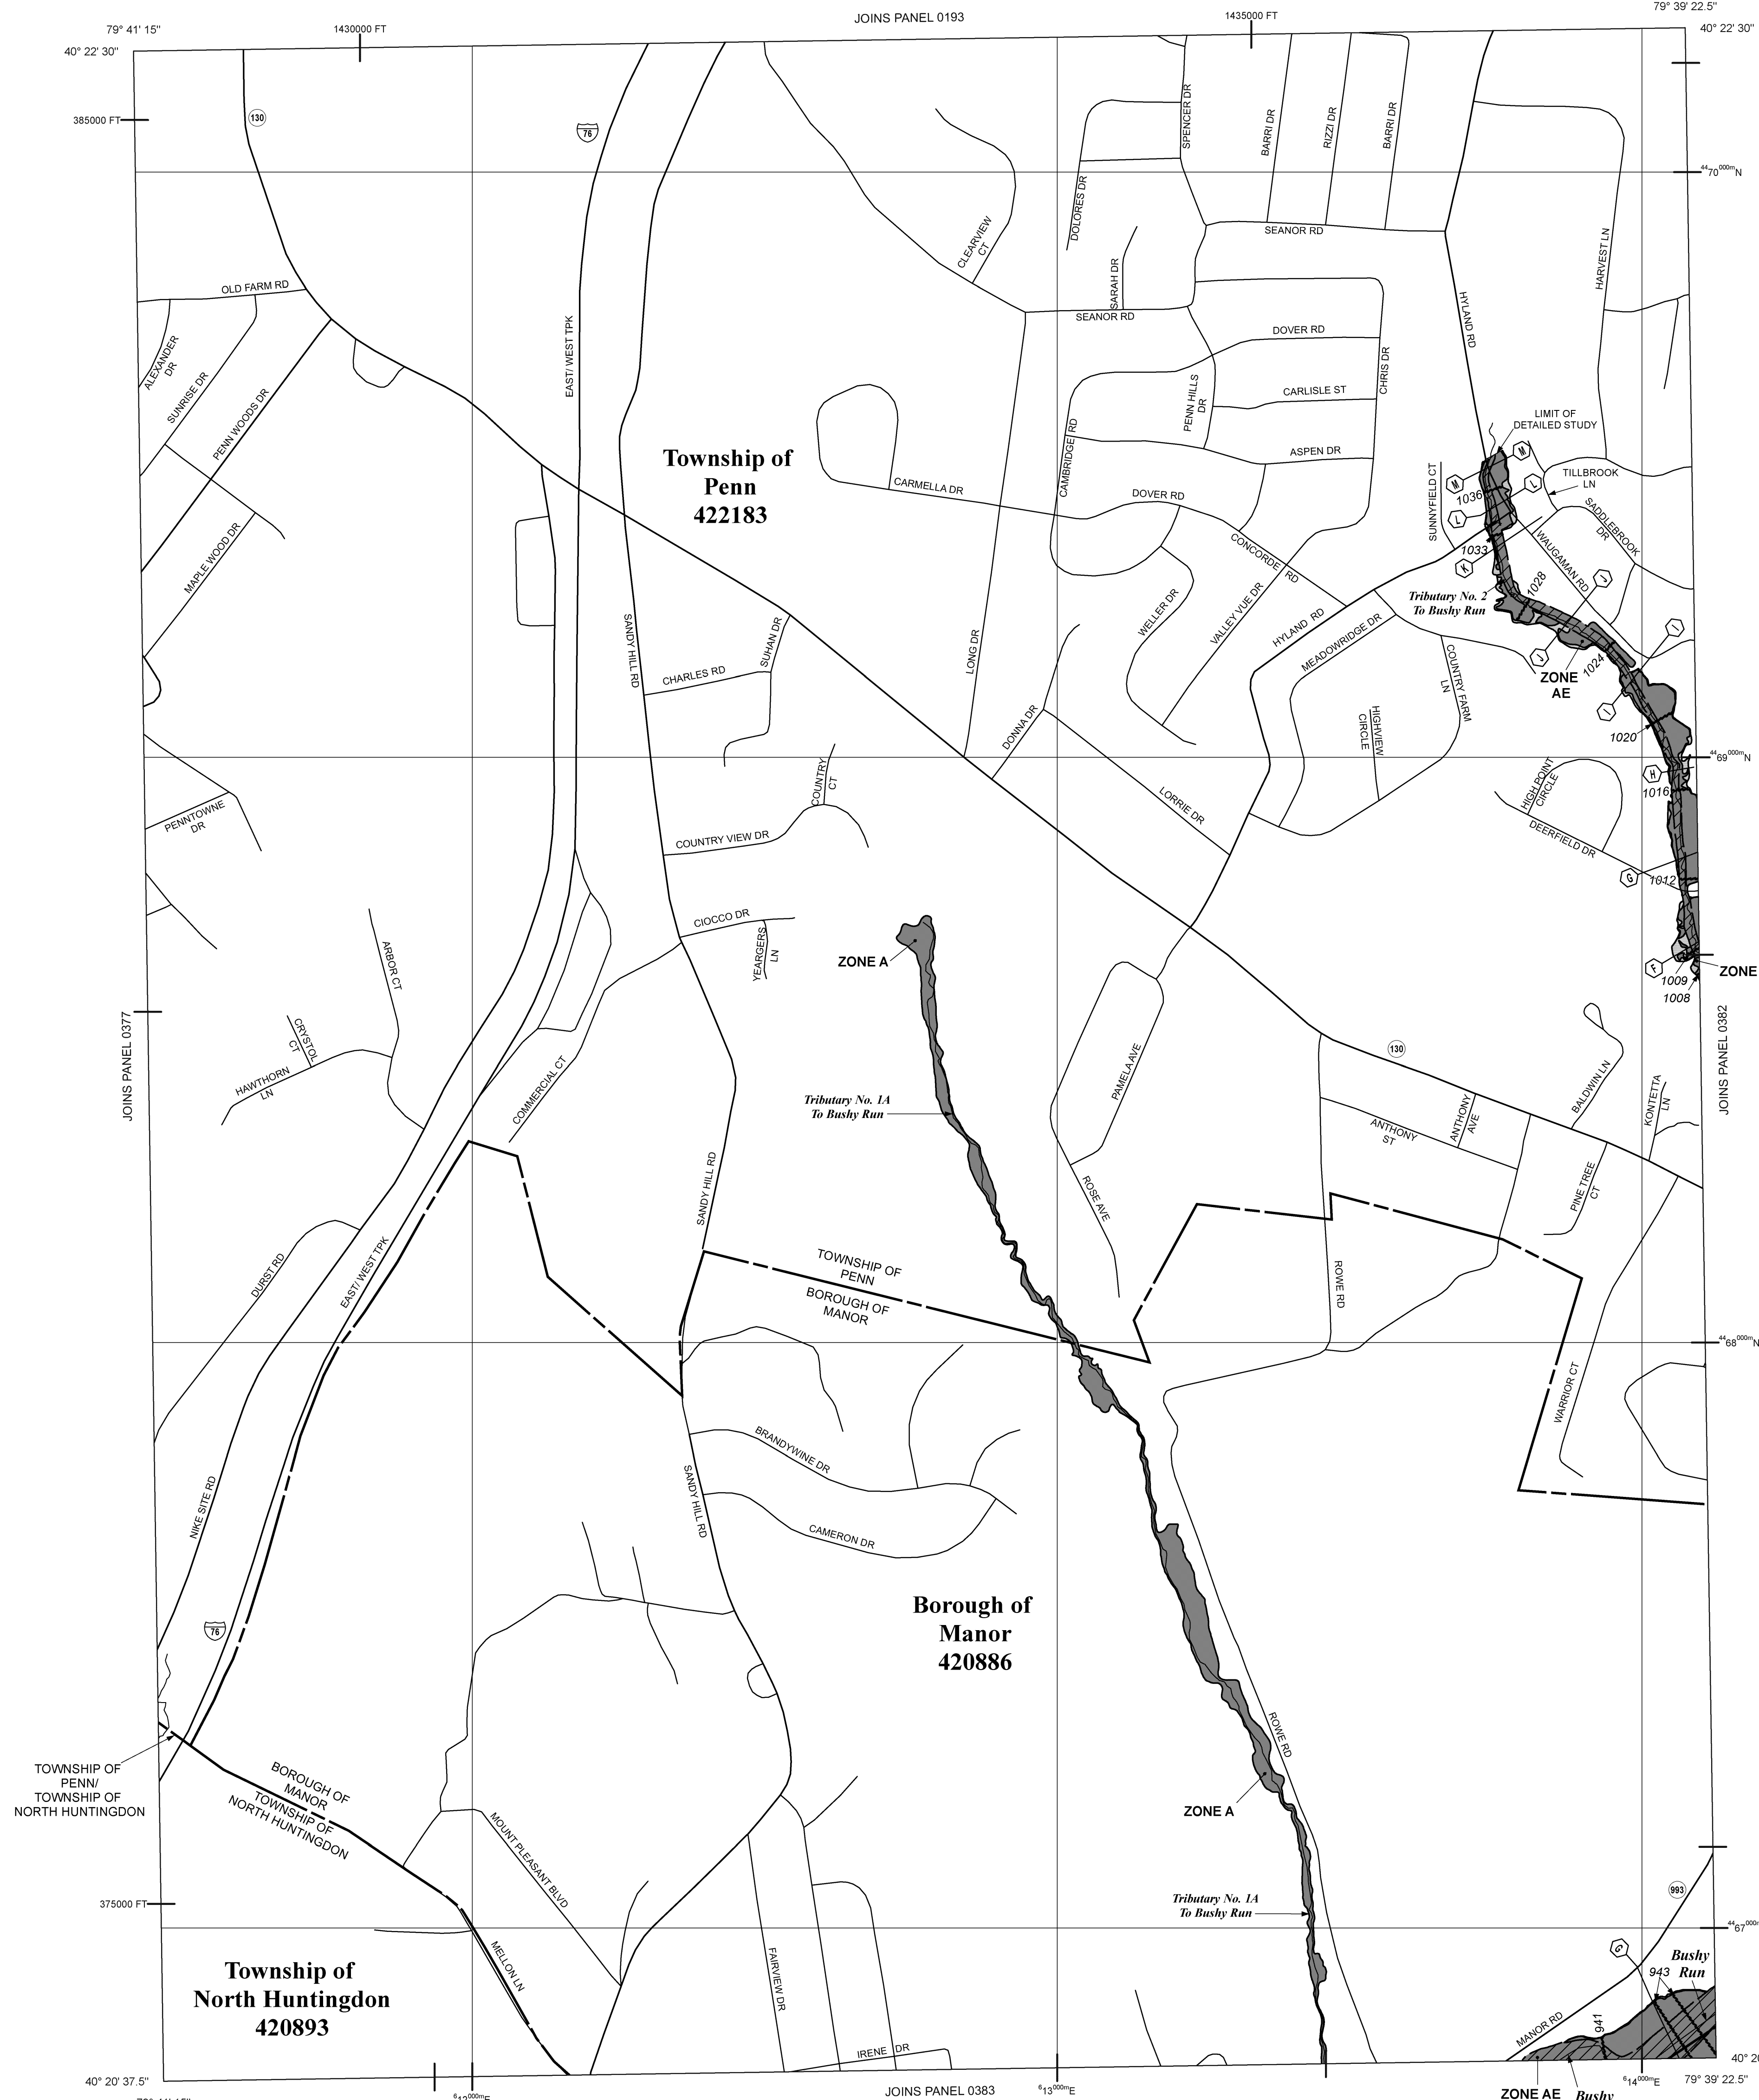 79° 41' 15"
1430000 FT
JOINS PANEL 0193
1435000 FT
79° 39' 22.5"
40° 22' 30"
40° 22' 30"
385000 FT
130
76
SPENCER DR
BARRI DR
RIZZI DR
BARRI DR
4470000mN
DOLORES DR
CLEARVIEW
CT
SEANOR RD
HARVEST LN
SARAH DR
OLD FARM RD
SEANOR RD
HYLAND RD
EAST/ WEST TPK
DOVER RD
ALEXANDER
DR
SUNRISE DR
PENN WOODS DR
PENN HILLS
DR
CARLISLE ST
CHRIS DR
LIMIT OF
DETAILED STUDY
CAMBRIDGE RD
ASPEN DR
Township of
Penn
422183
CARMELLA DR
DOVER RD
SUNNYFIELD CT
M
M
1036
L
L
TILLBROOK
LN
SADDLEBROOK
DR
MAPLE WOOD DR
CONCORDE RD
1033
K
WAUGAMAN RD
1028
J
Tributary No. 2
To Bushy Run
WELLER DR
VALLEY VUE DR
HYLAND RD
MEADOWRIDGE DR
SANDY HILL RD
SUHAN DR
CHARLES RD
LONG DR
COUNTRY FARM
LN
J
1024
I
ZONE
AE
I
DONNA DR
HIGHVIEW
CIRCLE
1020
4469000mN
COUNTRY
CT
LORRIE DR
HIGH POINT
CIRCLE
H
1016
PENNTOWNE
DR
COUNTRY VIEW DR
DEERFIELD DR
G
1012
CIOCCO DR
YEARGERS
LN
ARBOR CT
ZONE A
F
1009
1008
ZONE
JOINS PANEL 0377
JOINS PANEL 0382
CRYSTOL
CT
HAWTHORN
LN
COMMERCIAL CT
PAMELA AVE
130
BALDWIN LN
KONTETTA
LN
Tributary No. 1A
To Bushy Run
ANTHONY
ST
ANTHONY
AVE
ROSE AVE
PINE TREE
CT
SANDY HILL RD
DURST RD
EAST/ WEST TPK
TOWNSHIP OF
PENN
BOROUGH OF
MANOR
ROWE RD
4468000mN
WARRIOR CT
BRANDYWINE DR
NIKE SITE RD
SANDY HILL RD
CAMERON DR
Borough of
Manor
420886
76
ROWE RD
TOWNSHIP OF
PENN/
TOWNSHIP OF
NORTH HUNTINGDON
BOROUGH OF
MANOR
TOWNSHIP OF
NORTH HUNTINGDON
ZONE A
MOUNT PLEASANT BLVD
375000 FT
Tributary No. 1A
To Bushy Run
993
4467000m
MELLON LN
FAIRVIEW DR
G
943
Bushy
Run
Township of
North Huntingdon
420893
IRENE DR
MANOR RD
941
40° 20' 37.5"
JOINS PANEL 0383
613000mE
614000mE
79° 39' 22.5"
ZONE AE
Bushy